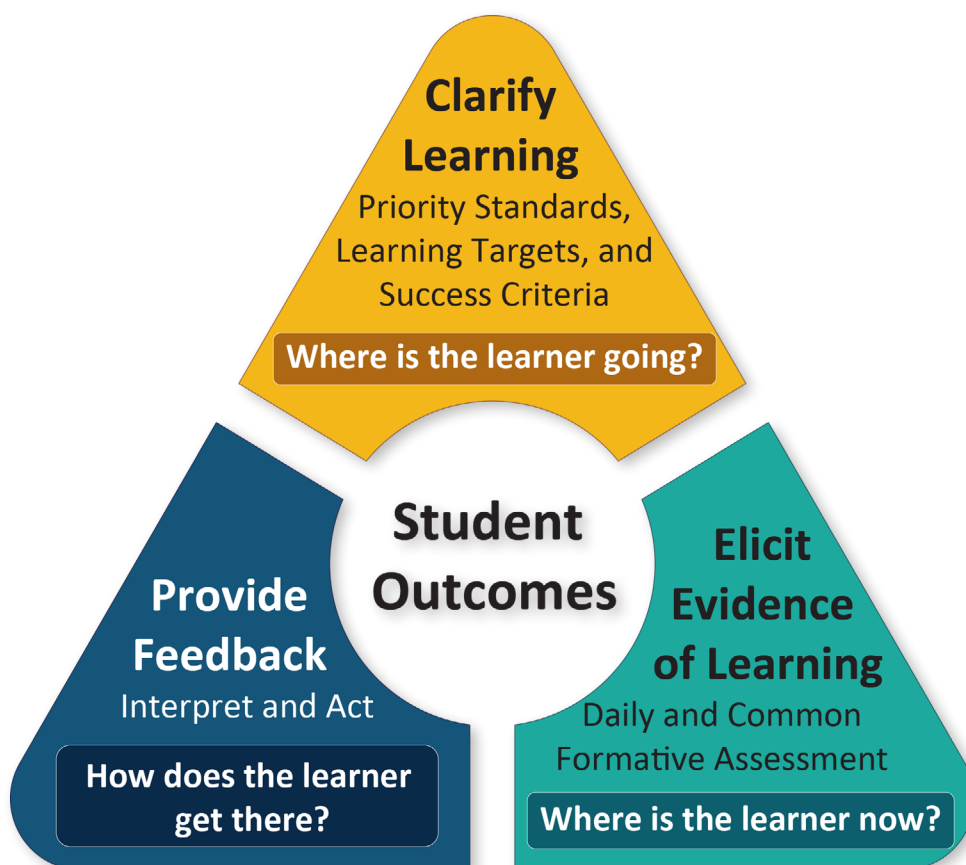 Clarify
Learning
Priority Standards,
Learning Targets, and
Success Criteria
Where is the learner going?
Student
Outcomes
Provide
Feedback
Interpret and Act
How does the learner
get there?
Elicit
Evidence
of Learning
Daily and Common
Formative Assessment
Where is the learner now?